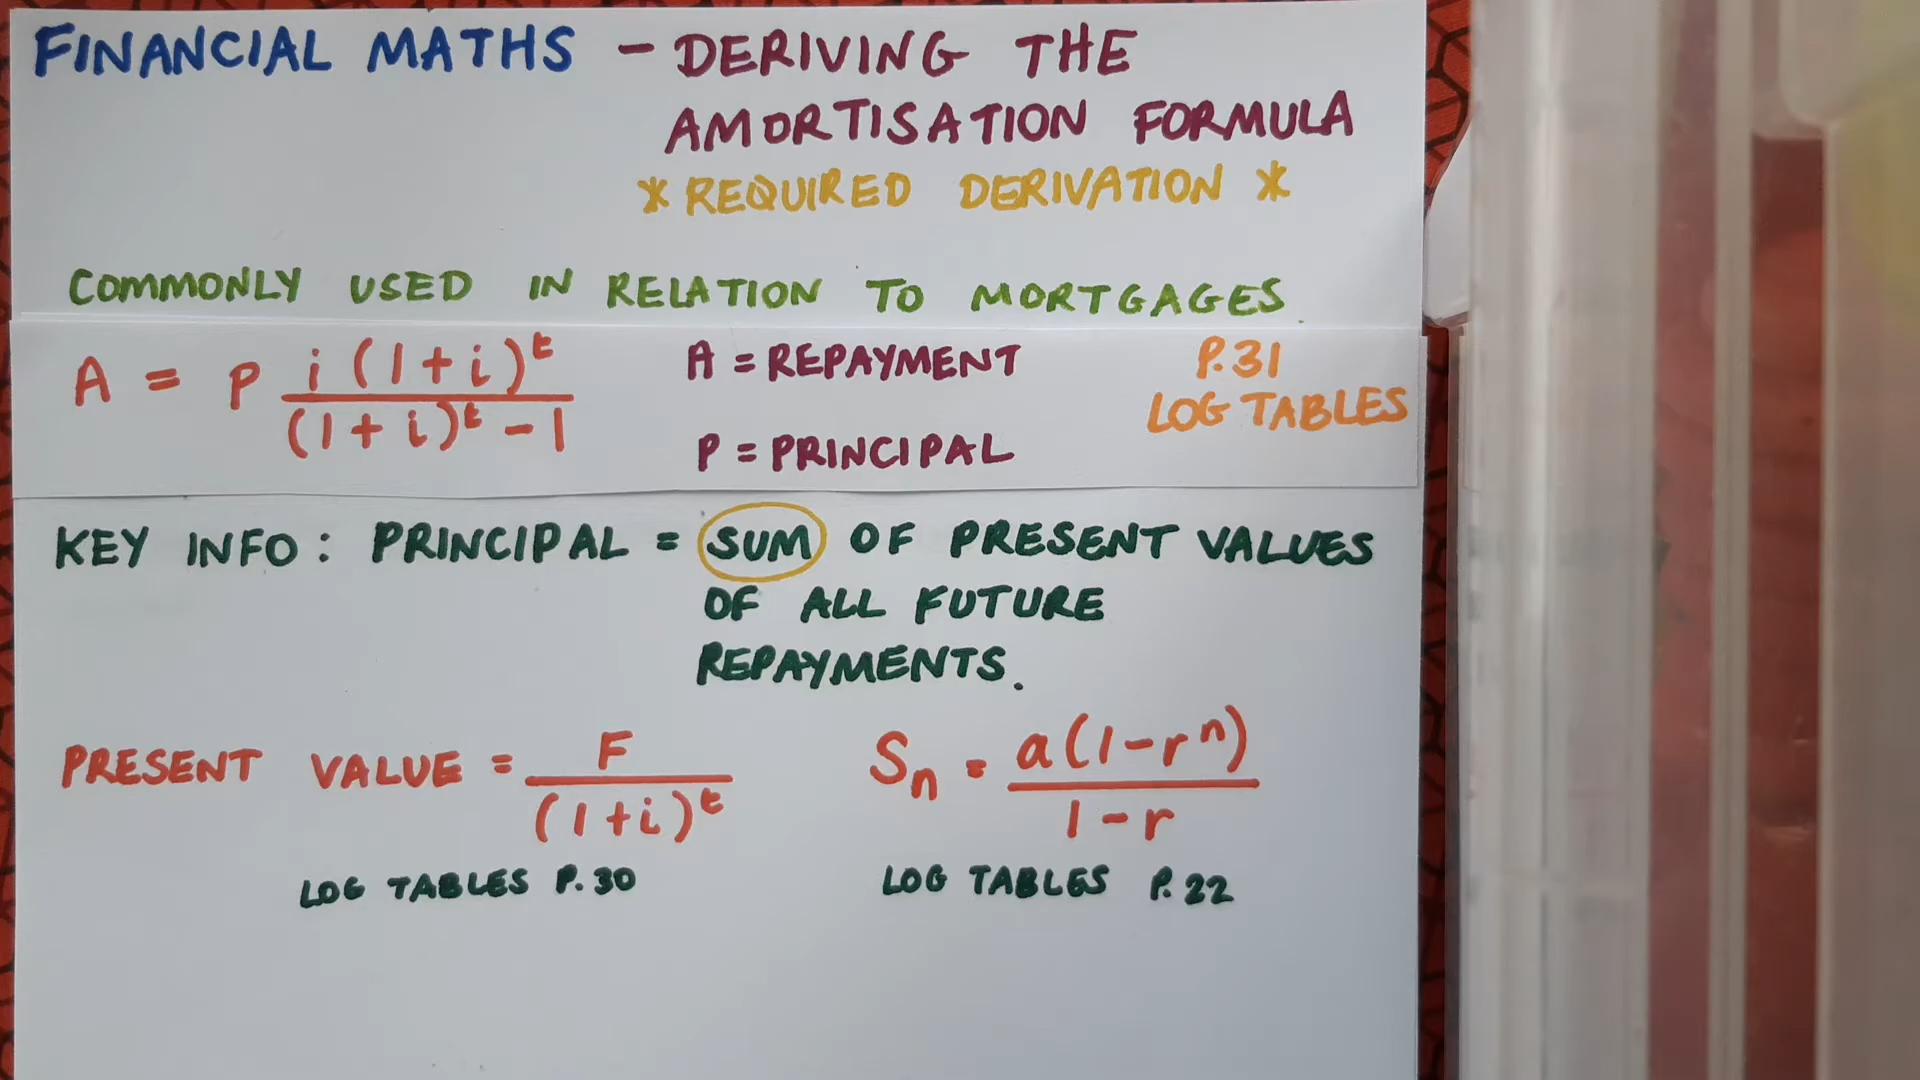 FINANCIAL MATHS - DERIVING THE
AMORTISATION FORMULA
* REQUIRED DERIVATION *
COMMONLY USED IN RELATION TO MORTGAGES.
A = P i(1+i)^t / (1+i)^t - 1
A = REPAYMENT
P = PRINCIPAL
P.31
LOG TABLES
KEY INFO: PRINCIPAL = SUM OF PRESENT VALUES
OF ALL FUTURE
REPAYMENTS.
PRESENT VALUE = F / (1+i)^t
LOG TABLES P.30
Sn = a(1-r^n) / 1-r
LOG TABLES P.22